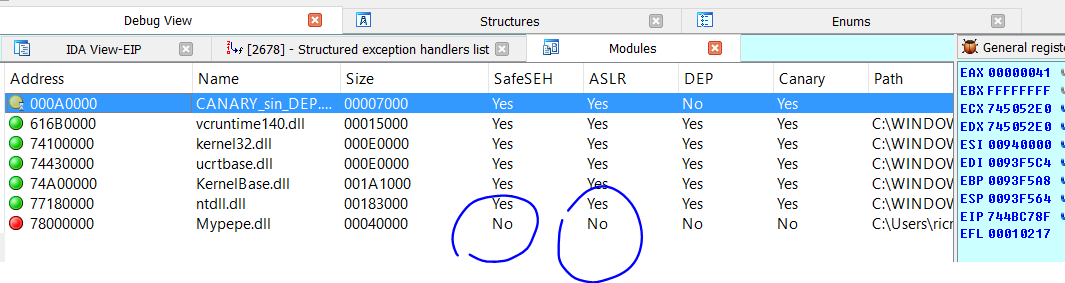 Debug View Structures Enums
IDA View-EIP [2678] - Structured exception handlers list Modules General registe
Address Name Size SafeSEH ASLR DEP Canary Path
000A0000 CANARY_sin_DEP.... 00007000 Yes Yes No Yes
616B0000 vcruntime140.dll 00015000 Yes Yes Yes Yes C:\WINDOW
74100000 kernel32.dll 000E0000 Yes Yes Yes Yes C:\WINDOW
74430000 ucrtbase.dll 000E0000 Yes Yes Yes Yes C:\WINDOW
74A00000 KernelBase.dll 001A1000 Yes Yes Yes Yes C:\WINDOW
77180000 ntdll.dll 00183000 Yes Yes Yes Yes C:\WINDOW
78000000 Mypepe.dll 00040000 No No No No C:\Users\ricr
EAX 00000041
EBX FFFFFFFF
ECX 745052E0
EDX 745052E0
ESI 00940000
EDI 0093F5C4
EBP 0093F5A8
ESP 0093F564
EIP 744BC78F
EFL 00010217